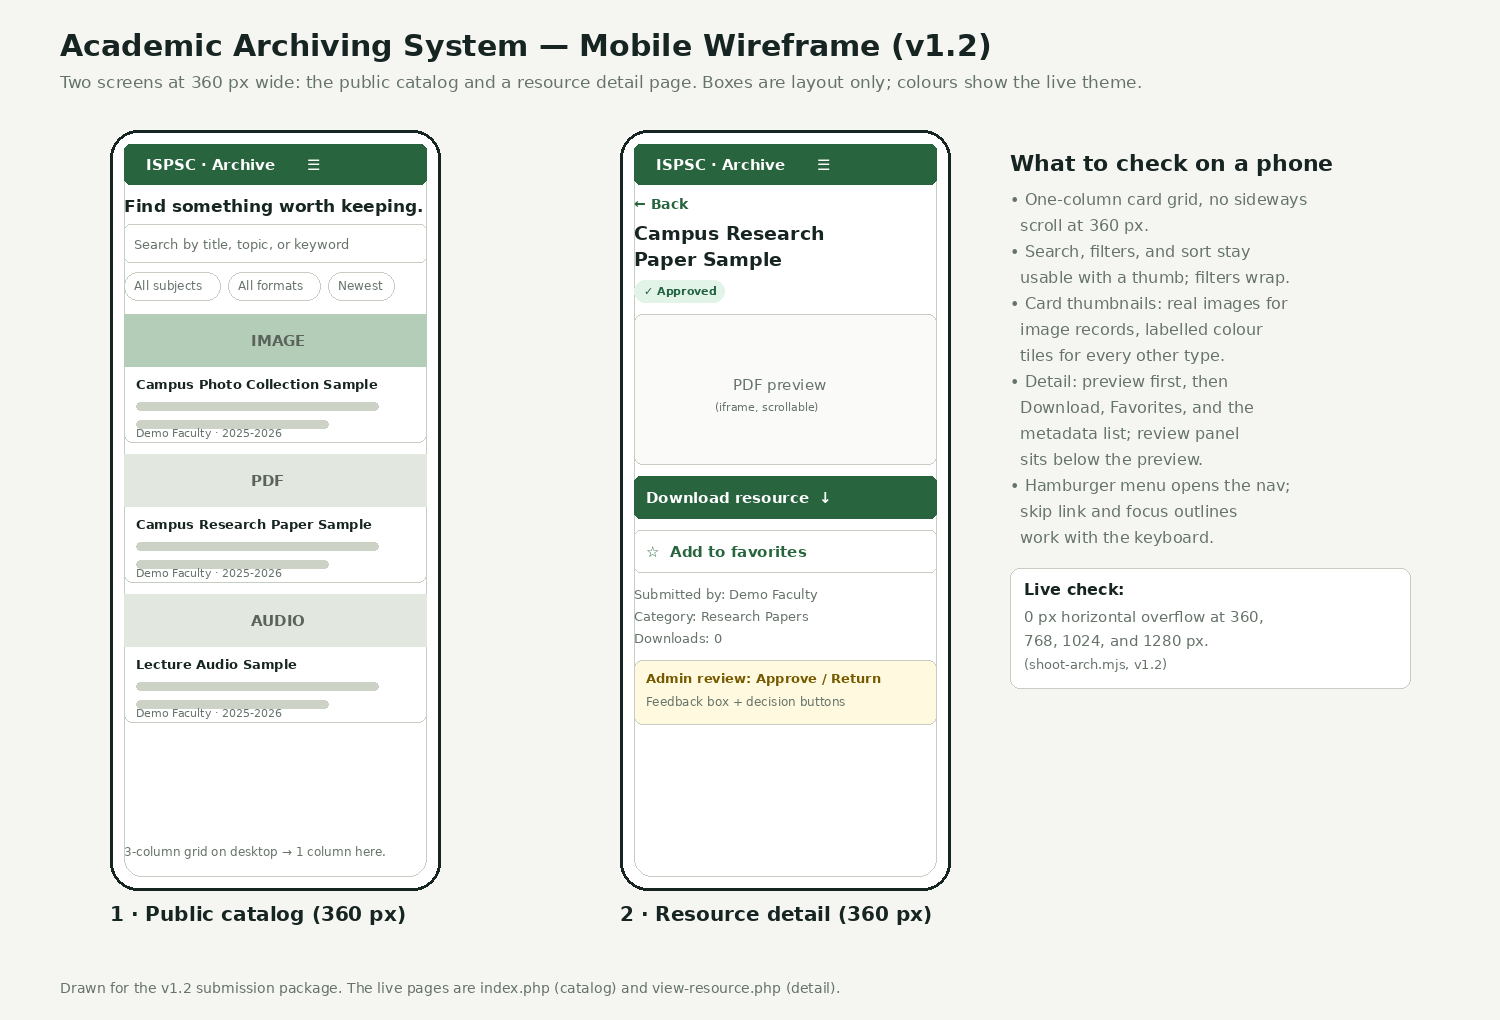 Academic Archiving System — Mobile Wireframe (v1.2)
Two screens at 360 px wide: the public catalog and a resource detail page. Boxes are layout only; colours show the live theme.
ISPSC · Archive ☰
Find something worth keeping.
Search by title, topic, or keyword
All subjects
All formats
Newest
IMAGE
Campus Photo Collection Sample
Demo Faculty · 2025-2026
PDF
Campus Research Paper Sample
Demo Faculty · 2025-2026
AUDIO
Lecture Audio Sample
Demo Faculty · 2025-2026
3-column grid on desktop → 1 column here.
1 · Public catalog (360 px)
ISPSC · Archive ☰
← Back
Campus Research
Paper Sample
✓ Approved
PDF preview
(iframe, scrollable)
Download resource ↓
☆ Add to favorites
Submitted by: Demo Faculty
Category: Research Papers
Downloads: 0
Admin review: Approve / Return
Feedback box + decision buttons
2 · Resource detail (360 px)
What to check on a phone
• One-column card grid, no sideways
scroll at 360 px.
• Search, filters, and sort stay
usable with a thumb; filters wrap.
• Card thumbnails: real images for
image records, labelled colour
tiles for every other type.
• Detail: preview first, then
Download, Favorites, and the
metadata list; review panel
sits below the preview.
• Hamburger menu opens the nav;
skip link and focus outlines
work with the keyboard.
Live check:
0 px horizontal overflow at 360,
768, 1024, and 1280 px.
(shoot-arch.mjs, v1.2)
Drawn for the v1.2 submission package. The live pages are index.php (catalog) and view-resource.php (detail).